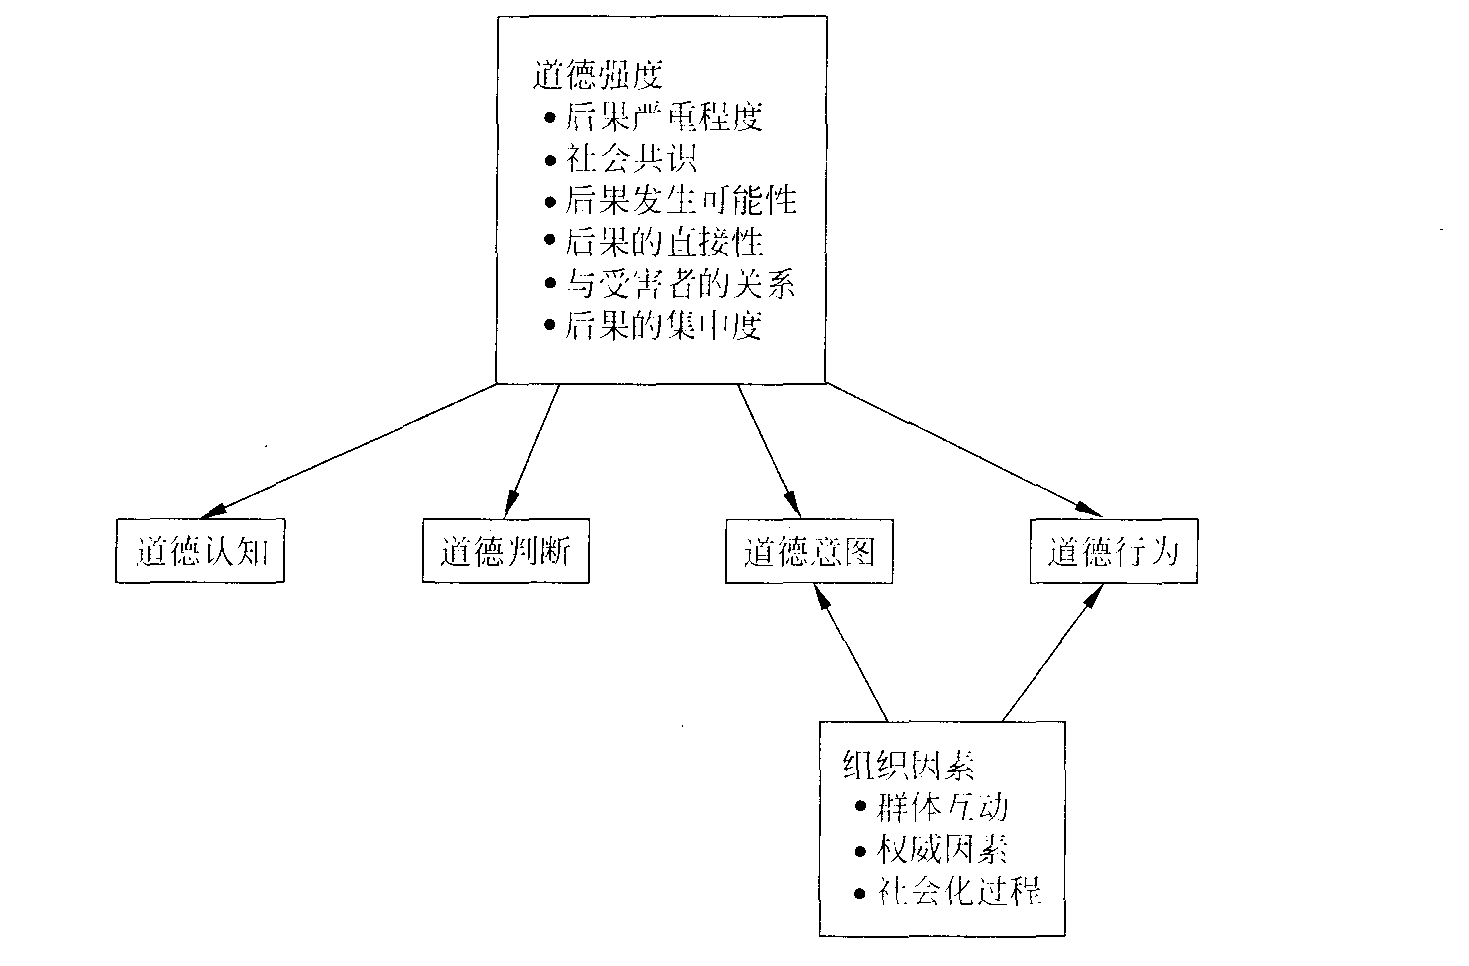 道德强度
• 后果严重程度
• 社会共识
• 后果发生可能性
• 后果的直接性
• 与受害者的关系
• 后果的集中度
道德认知
道德判断
道德意图
道德行为
组织因素
• 群体互动
• 权威因素
• 社会化过程